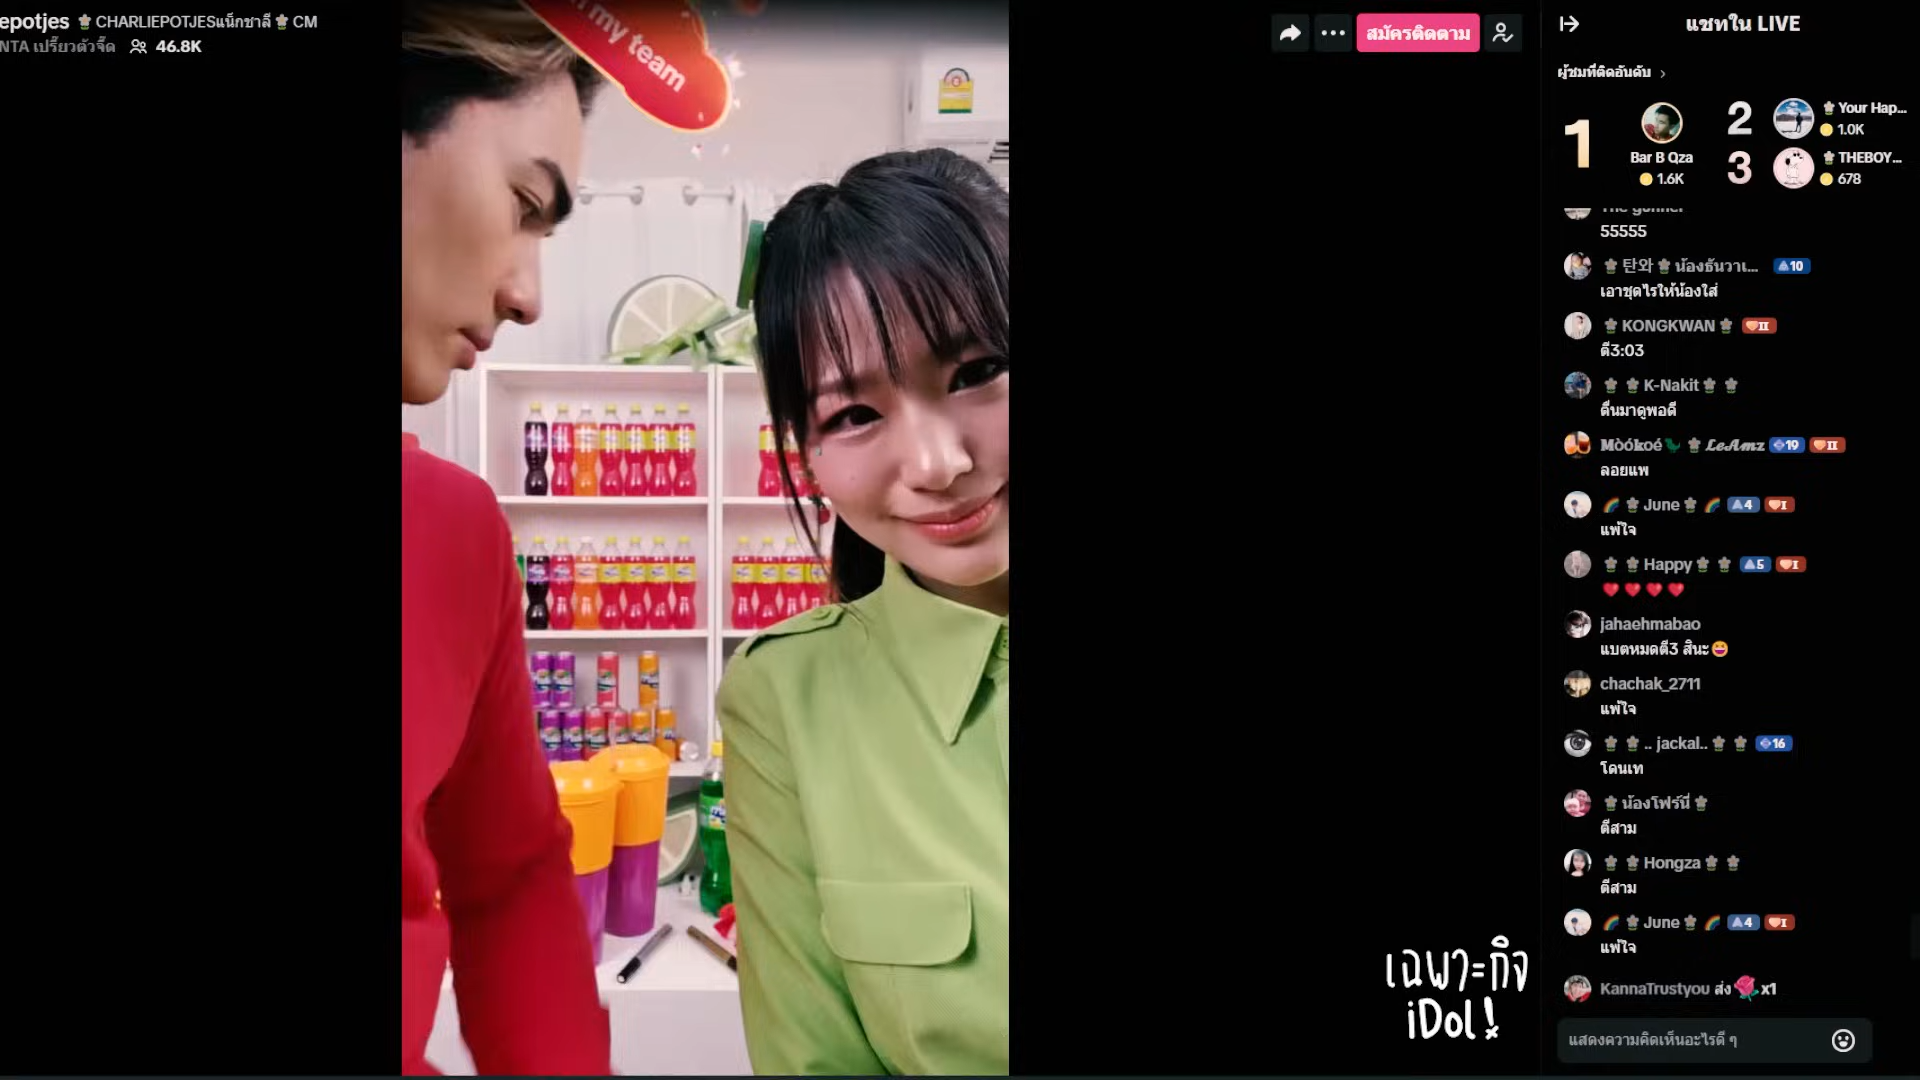 epotjes CHARLIEPOTJESแน็กชาลี CM
NTA เปรี้ยวตัวจี๊ด 46.8K
my team
สมัครติดตาม
แชทใน LIVE
ผู้ชมที่ติดอันดับ
1
Bar B Qza
1.6K
2
Your Hap...
1.0K
3
THEBOY...
678
The gunner
55555
탄와 น้องธันวาเ... 10
เอาชุดไรให้น้องใส่
KONGKWAN II
ตี3:03
K-Nakit
ตื่นมาดูพอดี
Mòókoé LeAmz 19 II
ลอยแพ
June 4 I
แพ้ใจ
Happy 5 I
jahaehmabao
แบตหมดตี3 สินะ
chachak_2711
แพ้ใจ
.. jackal.. 16
โดนเท
น้องโฟร์นี่
ตีสาม
Hongza
ตีสาม
June 4 I
แพ้ใจ
KannaTrustyou ส่ง x1
แสดงความคิดเห็นอะไรดี ๆ
เฉพาะกิจ
iDol!